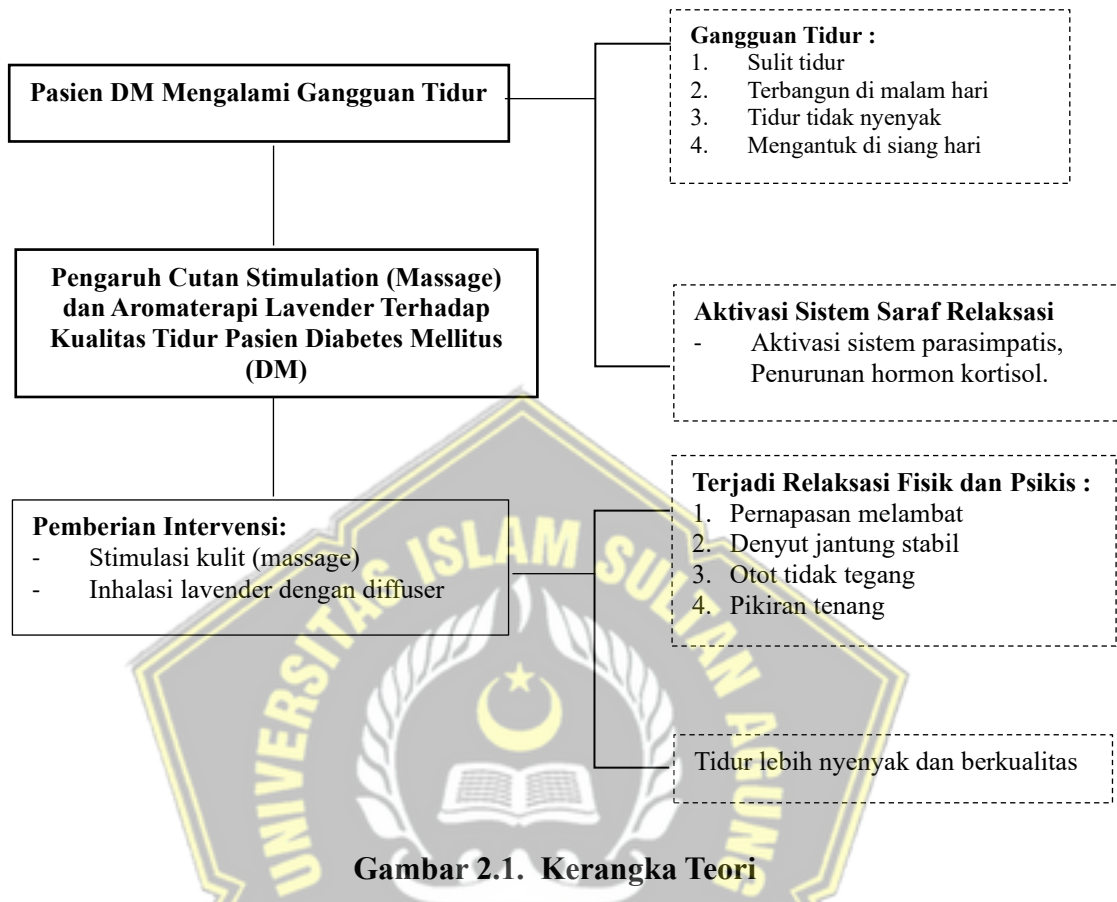 Pasien DM Mengalami Gangguan Tidur
Gangguan Tidur :
1. Sulit tidur
2. Terbangun di malam hari
3. Tidur tidak nyenyak
4. Mengantuk di siang hari
Pengaruh Cutan Stimulation (Massage)
dan Aromaterapi Lavender Terhadap
Kualitas Tidur Pasien Diabetes Mellitus
(DM)
Aktivasi Sistem Saraf Relaksasi
- Aktivasi sistem parasimpatis,
Penurunan hormon kortisol.
Pemberian Intervensi:
- Stimulasi kulit (massage)
- Inhalasi lavender dengan diffuser
Terjadi Relaksasi Fisik dan Psikis :
1. Pernapasan melambat
2. Denyut jantung stabil
3. Otot tidak tegang
4. Pikiran tenang
Tidur lebih nyenyak dan berkualitas
UNIVERSITAS ISLAM SULTAN AGUNG
Gambar 2.1. Kerangka Teori